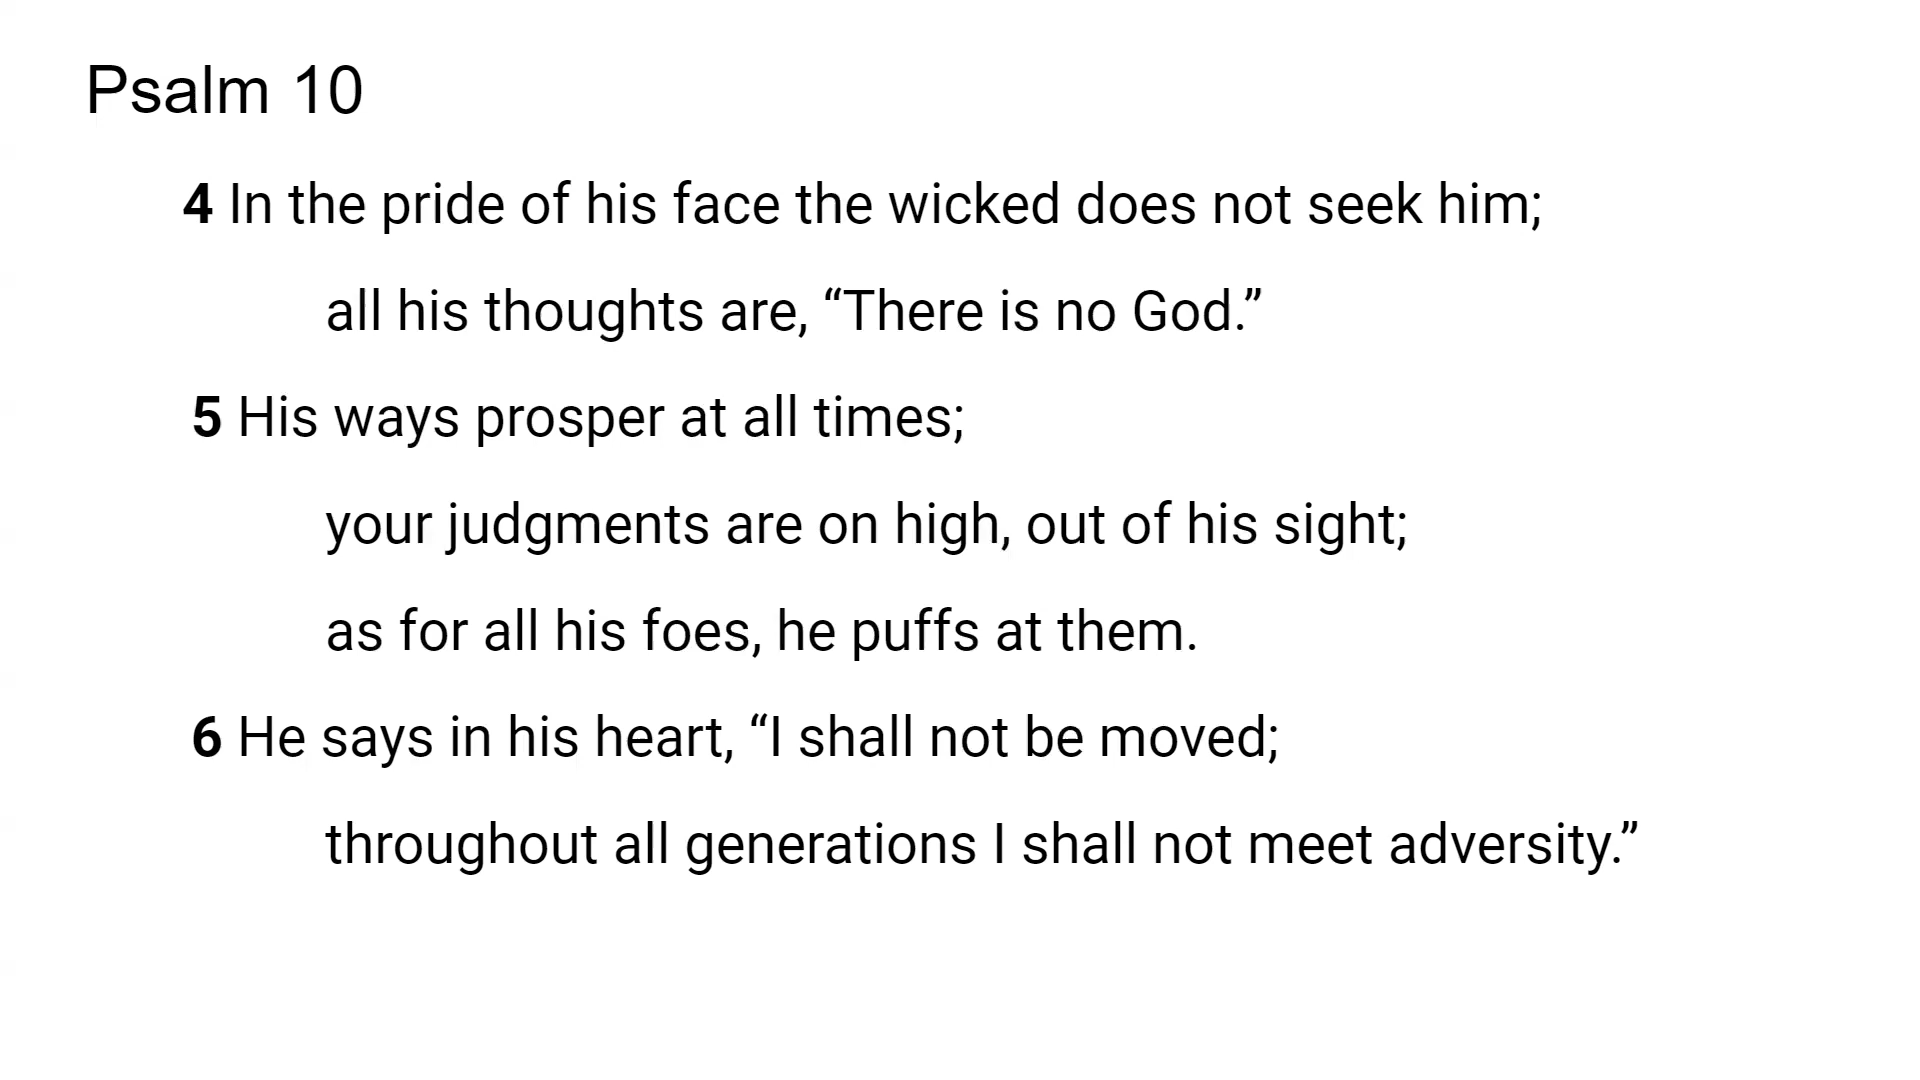 Psalm 10
4 In the pride of his face the wicked does not seek him;
all his thoughts are, “There is no God.”
5 His ways prosper at all times;
your judgments are on high, out of his sight;
as for all his foes, he puffs at them.
6 He says in his heart, “I shall not be moved;
throughout all generations I shall not meet adversity.”